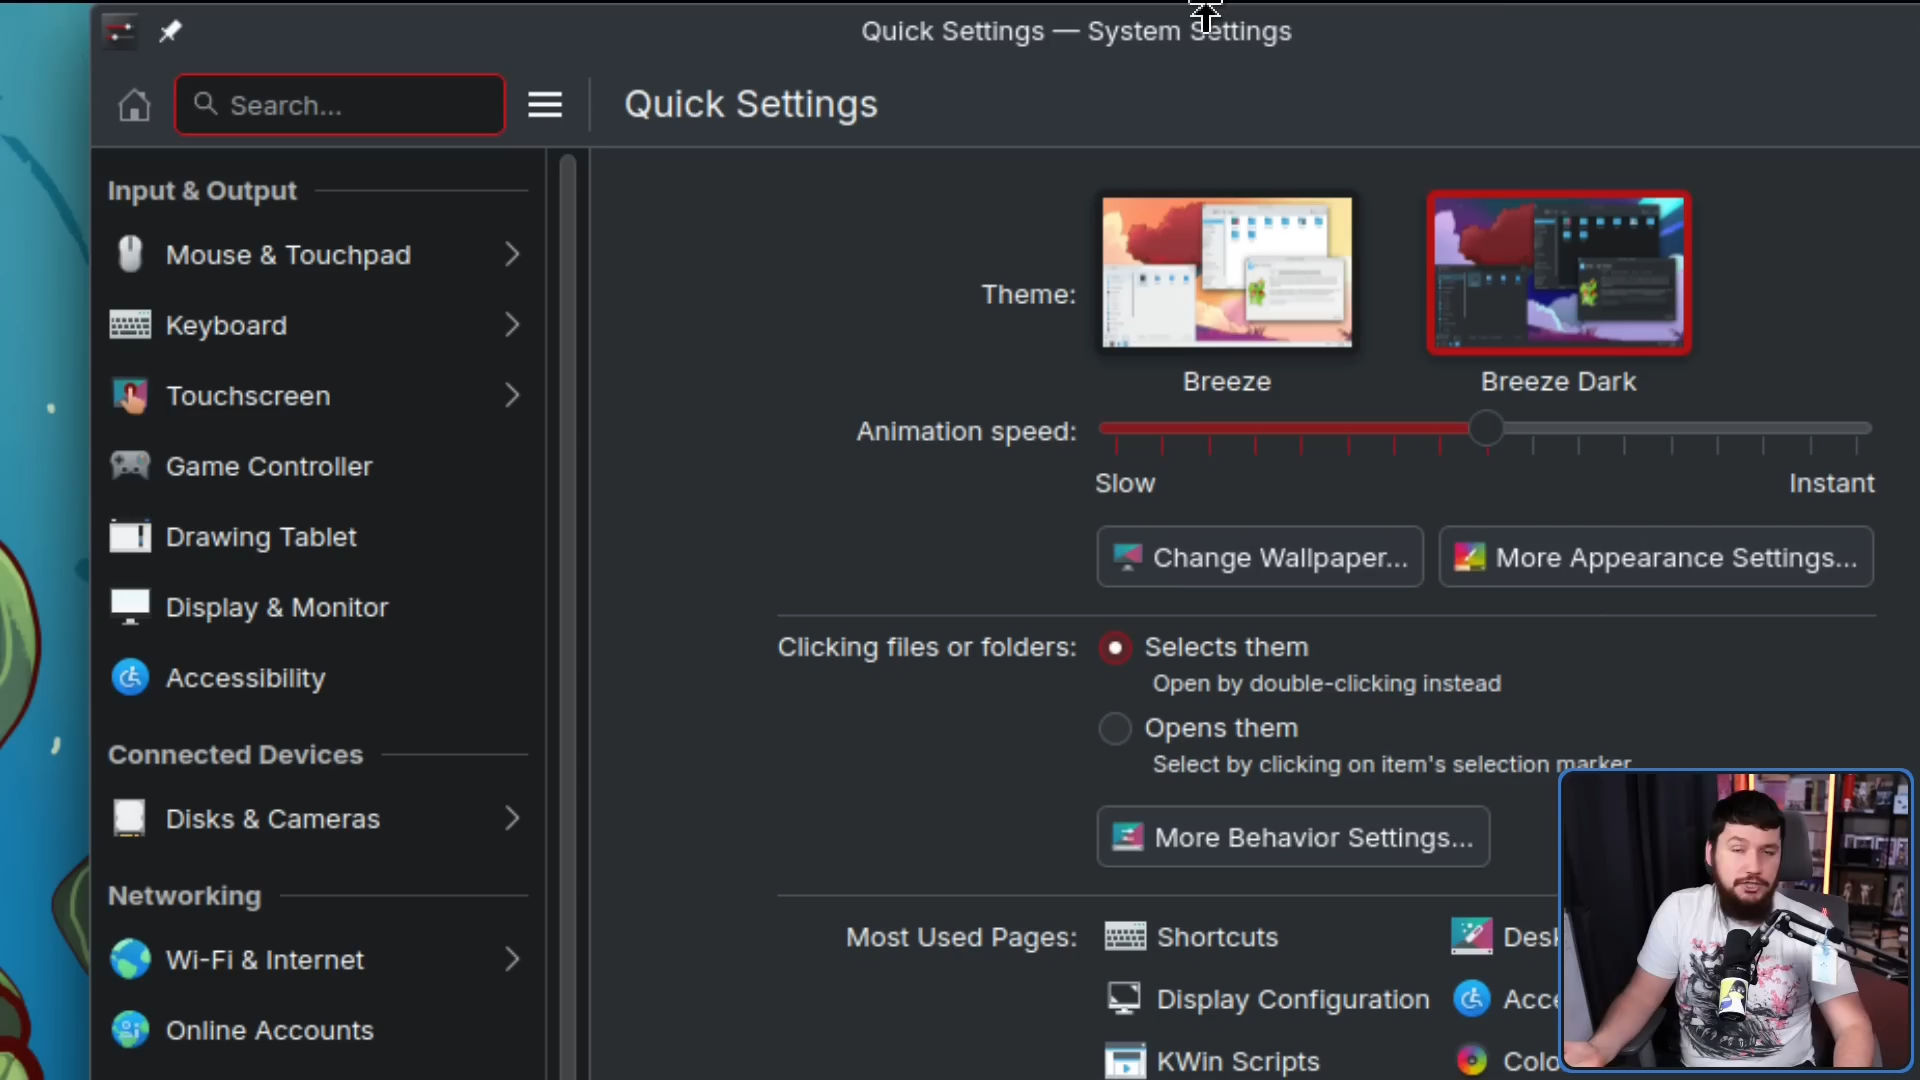 Quick Settings — System Settings
Search...
Quick Settings
Input & Output
Mouse & Touchpad
Keyboard
Touchscreen
Game Controller
Drawing Tablet
Display & Monitor
Accessibility
Connected Devices
Disks & Cameras
Networking
Wi-Fi & Internet
Online Accounts
Theme:
Breeze
Breeze Dark
Animation speed:
Slow
Instant
Change Wallpaper...
More Appearance Settings...
Clicking files or folders:
Selects them
Open by double-clicking instead
Opens them
Select by clicking on item's selection marker
More Behavior Settings...
Most Used Pages:
Shortcuts
Display Configuration
KWin Scripts